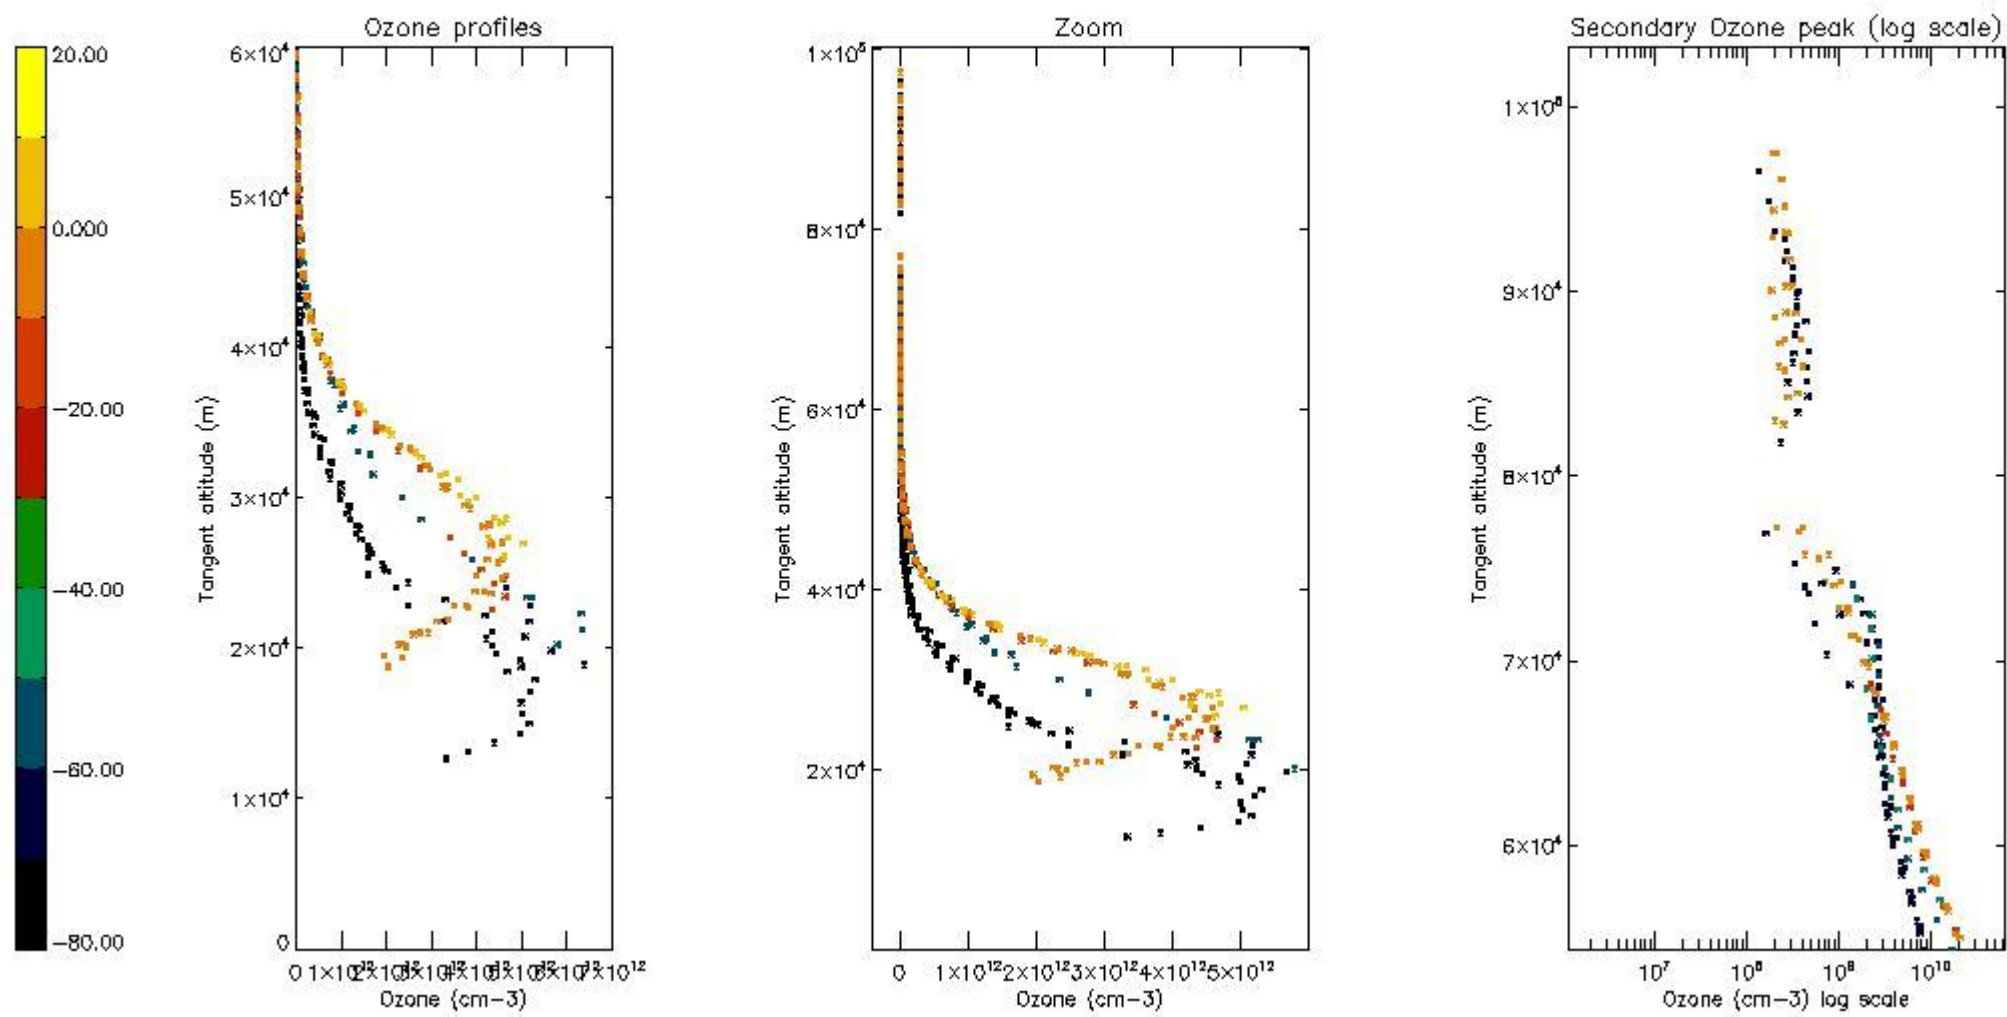 Ozone profiles
Zoom
Secondary Ozone peak (log scale)
20.00
0.000
−20.00
−40.00
−60.00
−80.00
6×10⁴
5×10⁴
4×10⁴
3×10⁴
2×10⁴
1×10⁴
0
Tangent altitude (m)
7×10¹²
Ozone (cm−3)
1×10⁵
8×10⁴
6×10⁴
4×10⁴
2×10⁴
Tangent altitude (m)
0 1×10¹² 2×10¹² 3×10¹² 4×10¹² 5×10¹²
Ozone (cm−3)
9×10⁴
8×10⁴
7×10⁴
6×10⁴
Tangent altitude (m)
10⁷ 10⁸ 10⁹ 10¹⁰
Ozone (cm−3) log scale